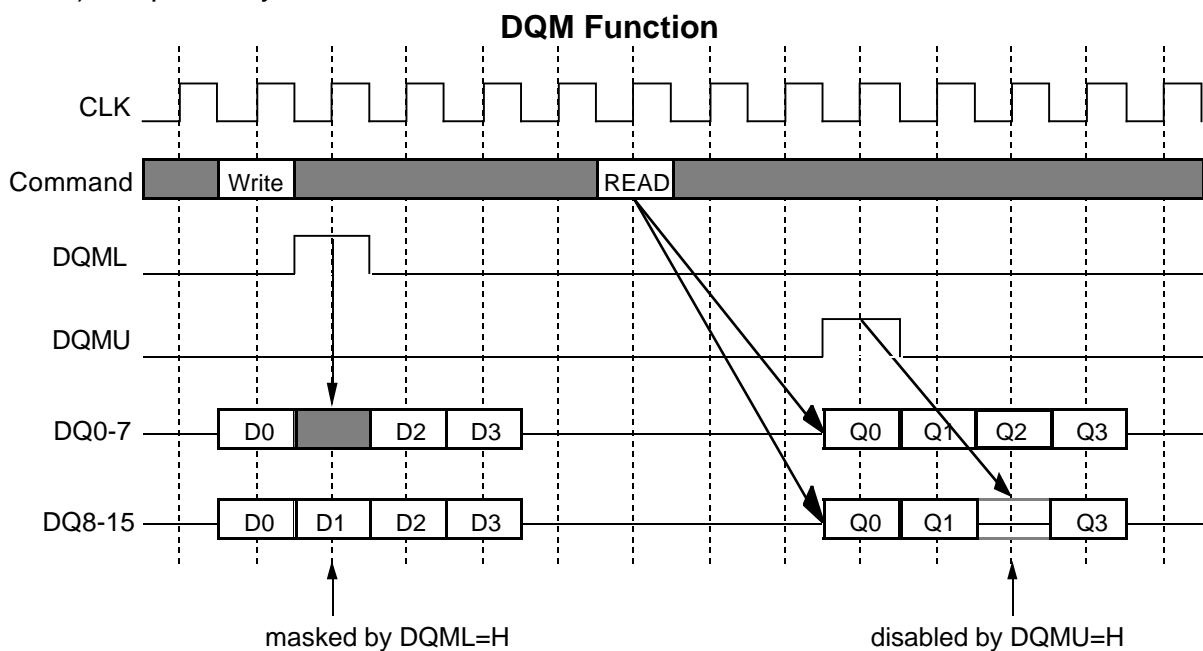 DQM Function
CLK
Command Write READ
DQML
DQMU
DQ0-7 D0 D2 D3 Q0 Q1 Q2 Q3
DQ8-15 D0 D1 D2 D3 Q0 Q1 Q3
masked by DQML=H disabled by DQMU=H